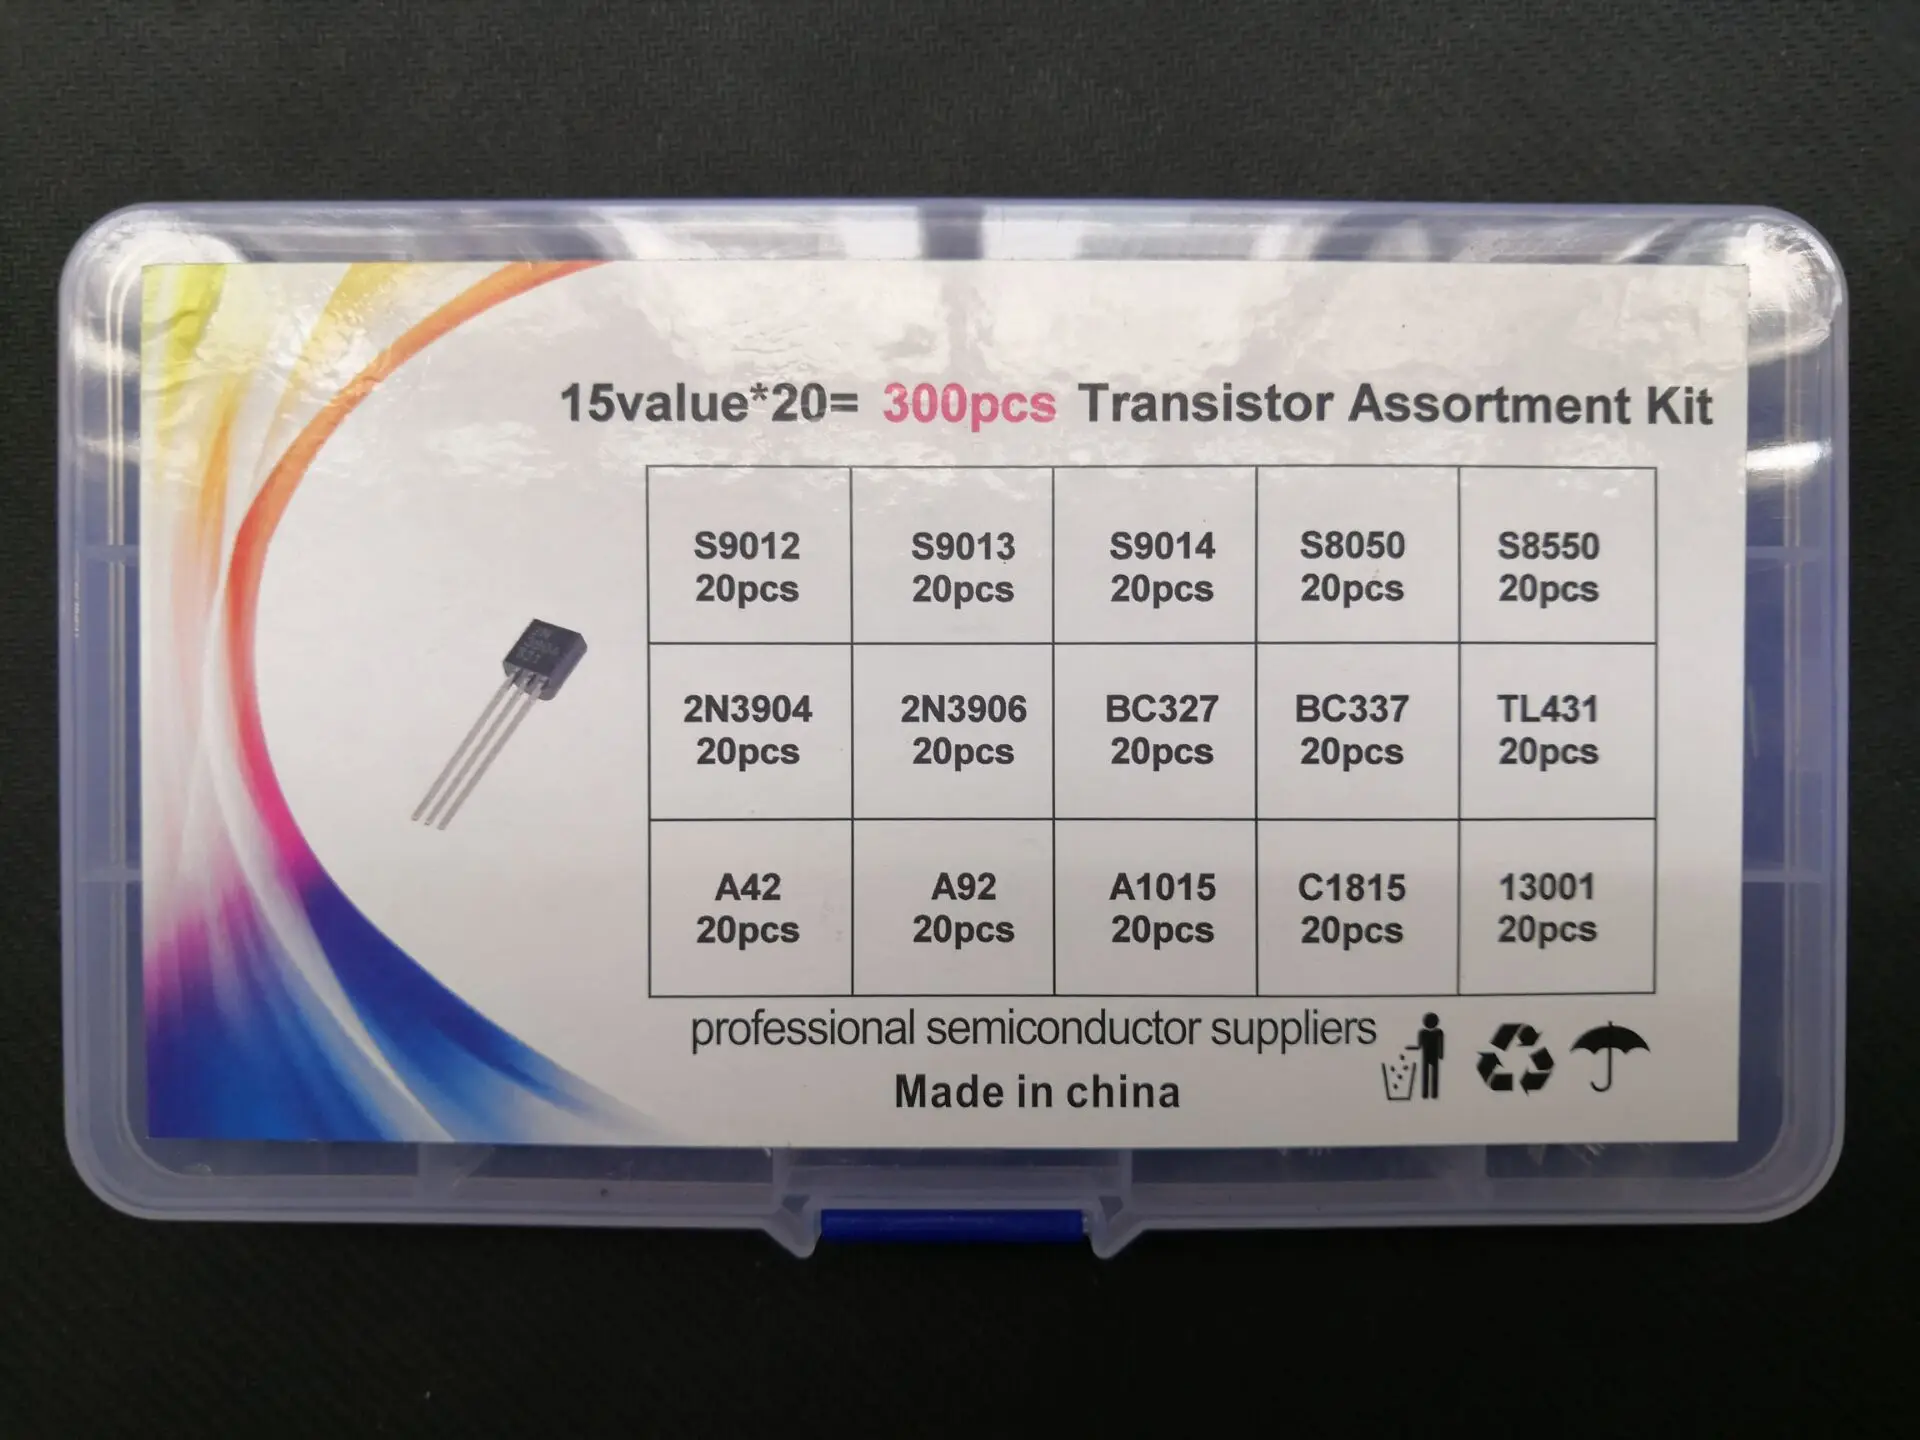 15value*20= 300pcs Transistor Assortment Kit
S9012 S9013 S9014 S8050 S8550
20pcs 20pcs 20pcs 20pcs 20pcs
2N3904 2N3906 BC327 BC337 TL431
20pcs 20pcs 20pcs 20pcs 20pcs
A42 A92 A1015 C1815 13001
20pcs 20pcs 20pcs 20pcs 20pcs
professional semiconductor suppliers
Made in china